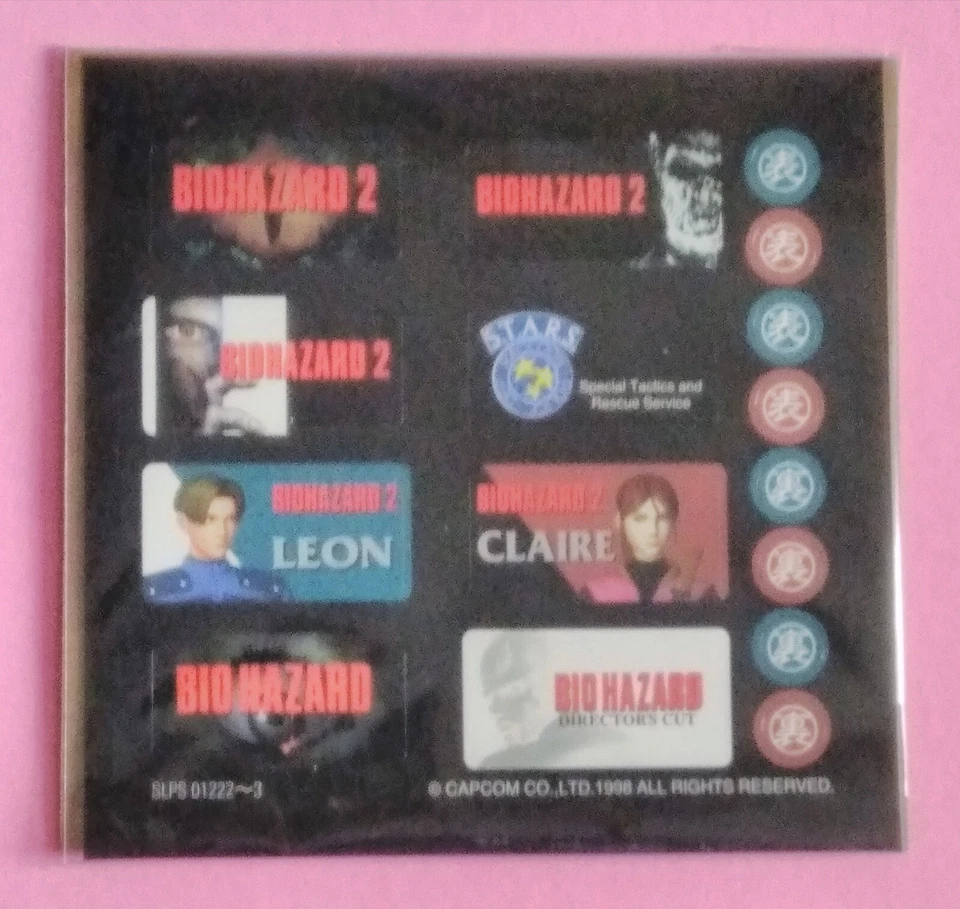 BIOHAZARD 2
BIOHAZARD 2
表
表
BIOHAZARD 2
STARS
Special Tactics and
Rescue Service
表
表
BIOHAZARD 2
LEON
BIOHAZARD 2
CLAIRE
裏
裏
BIO HAZARD
BIO HAZARD
DIRECTOR'S CUT
裏
裏
SLPS 01222〜3
© CAPCOM CO.,LTD.1998 ALL RIGHTS RESERVED.